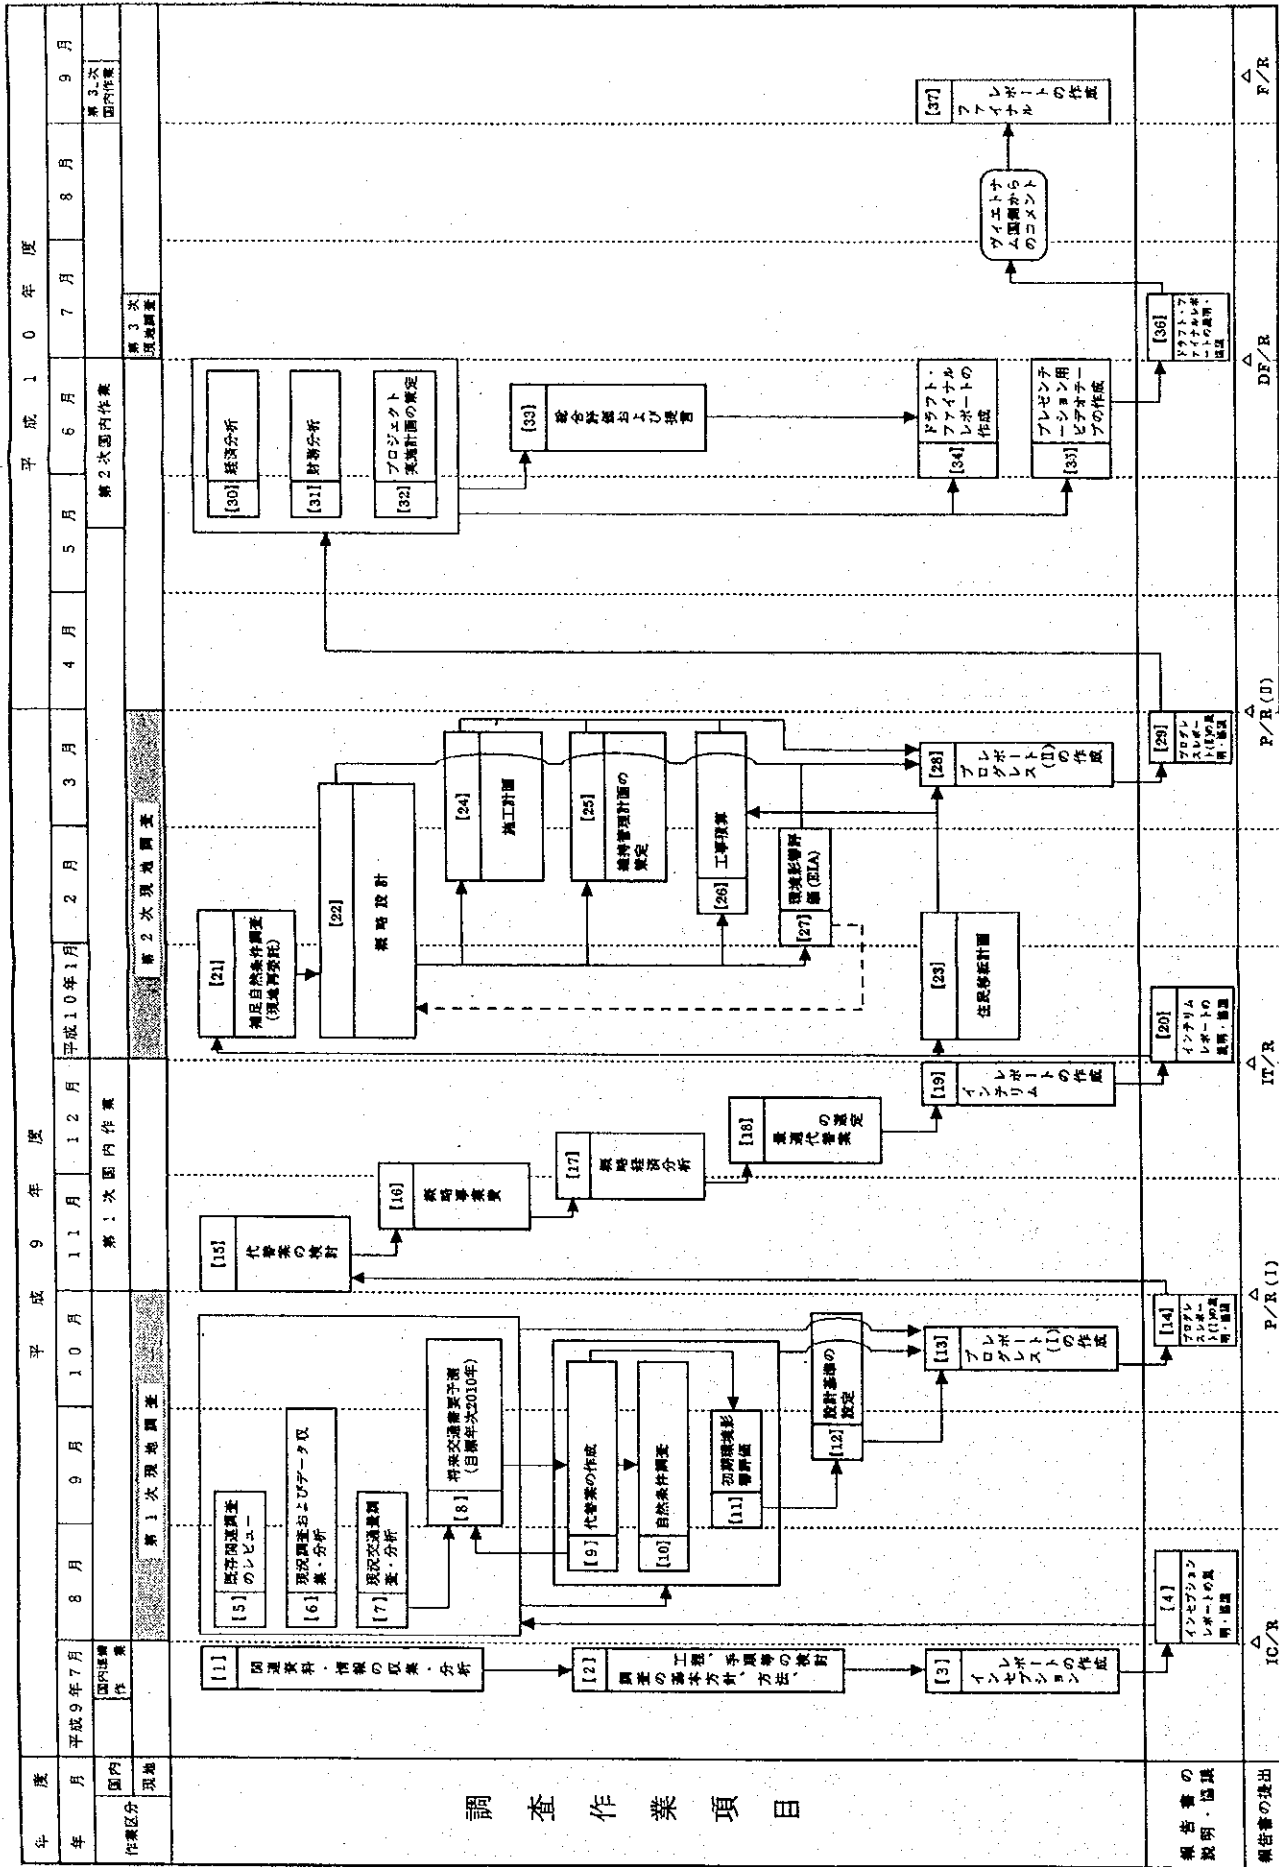 年 度
平 成 9 年 度
平 成 1 0 年 度
年 月
平成9年7月
8 月
9 月
10 月
11 月
12 月
平成10年1月
2 月
3 月
4 月
5 月
6 月
7 月
8 月
9 月
作業区分
国内
国内準備
作 業
第 1 次 国 内 作 業
第 2 次 国 内 作 業
第 3 次
国内作業
現地
第 1 次 現 地 調 査
第 2 次 現 地 調 査
第 3 次
現地調査
調 査 作 業 項 目
[1]
関連資料・情報の収集・分析
[2]
調査の基本方針、方法、
工程、手順等の検討
[3]
インセプション
レポートの作成
[4]
インセプション
レポートの説
明・協議
[5]
既存関連調査
のレビュー
[6]
現況調査およびデータ収
集・分析
[7]
現況交通量調
査・分析
[8]
将来交通需要予測
(目標年次2010年)
[9]
代替案の作成
[10]
自然条件調査
[11]
初期環境影
響評価
[12]
設計基準の
設定
[13]
プログレス
レポート(I)の作成
[14]
プログレ
スレポー
ト(I)の説
明・協議
[15]
代替案の検討
[16]
概略事業費
[17]
概略経済分析
[18]
最適代替案
の選定
[19]
インテリム
レポートの作成
[20]
インテリム
レポートの
説明・協議
[21]
補足自然条件調査
(現地再委託)
[22]
概 略 設 計
[23]
住民移転計画
[24]
施工計画
[25]
維持管理計画の
策定
[26]
工事積算
[27]
環境影響評
価(EIA)
[28]
プログレス
レポート(II)の作成
[29]
プログレ
スレポー
ト(II)の説
明・協議
[30]
経済分析
[31]
財務分析
[32]
プロジェクト
実施計画の策定
[33]
総合評価および提言
[34]
ドラフト・
ファイナル
レポートの
作成
[35]
プレゼンテ
ーション用
ビデオテー
プの作成
[36]
ドラフト・フ
ァイナルレポ
ートの説明・
協議
ヴィエトナ
ム国側から
のコメント
[37]
ファイナル
レポートの作成
報 告 書 の
説 明 ・ 協 議
報告書の提出
△
IC/R
△
P/R(I)
△
IT/R
△
P/R(II)
△
DF/R
△
F/R